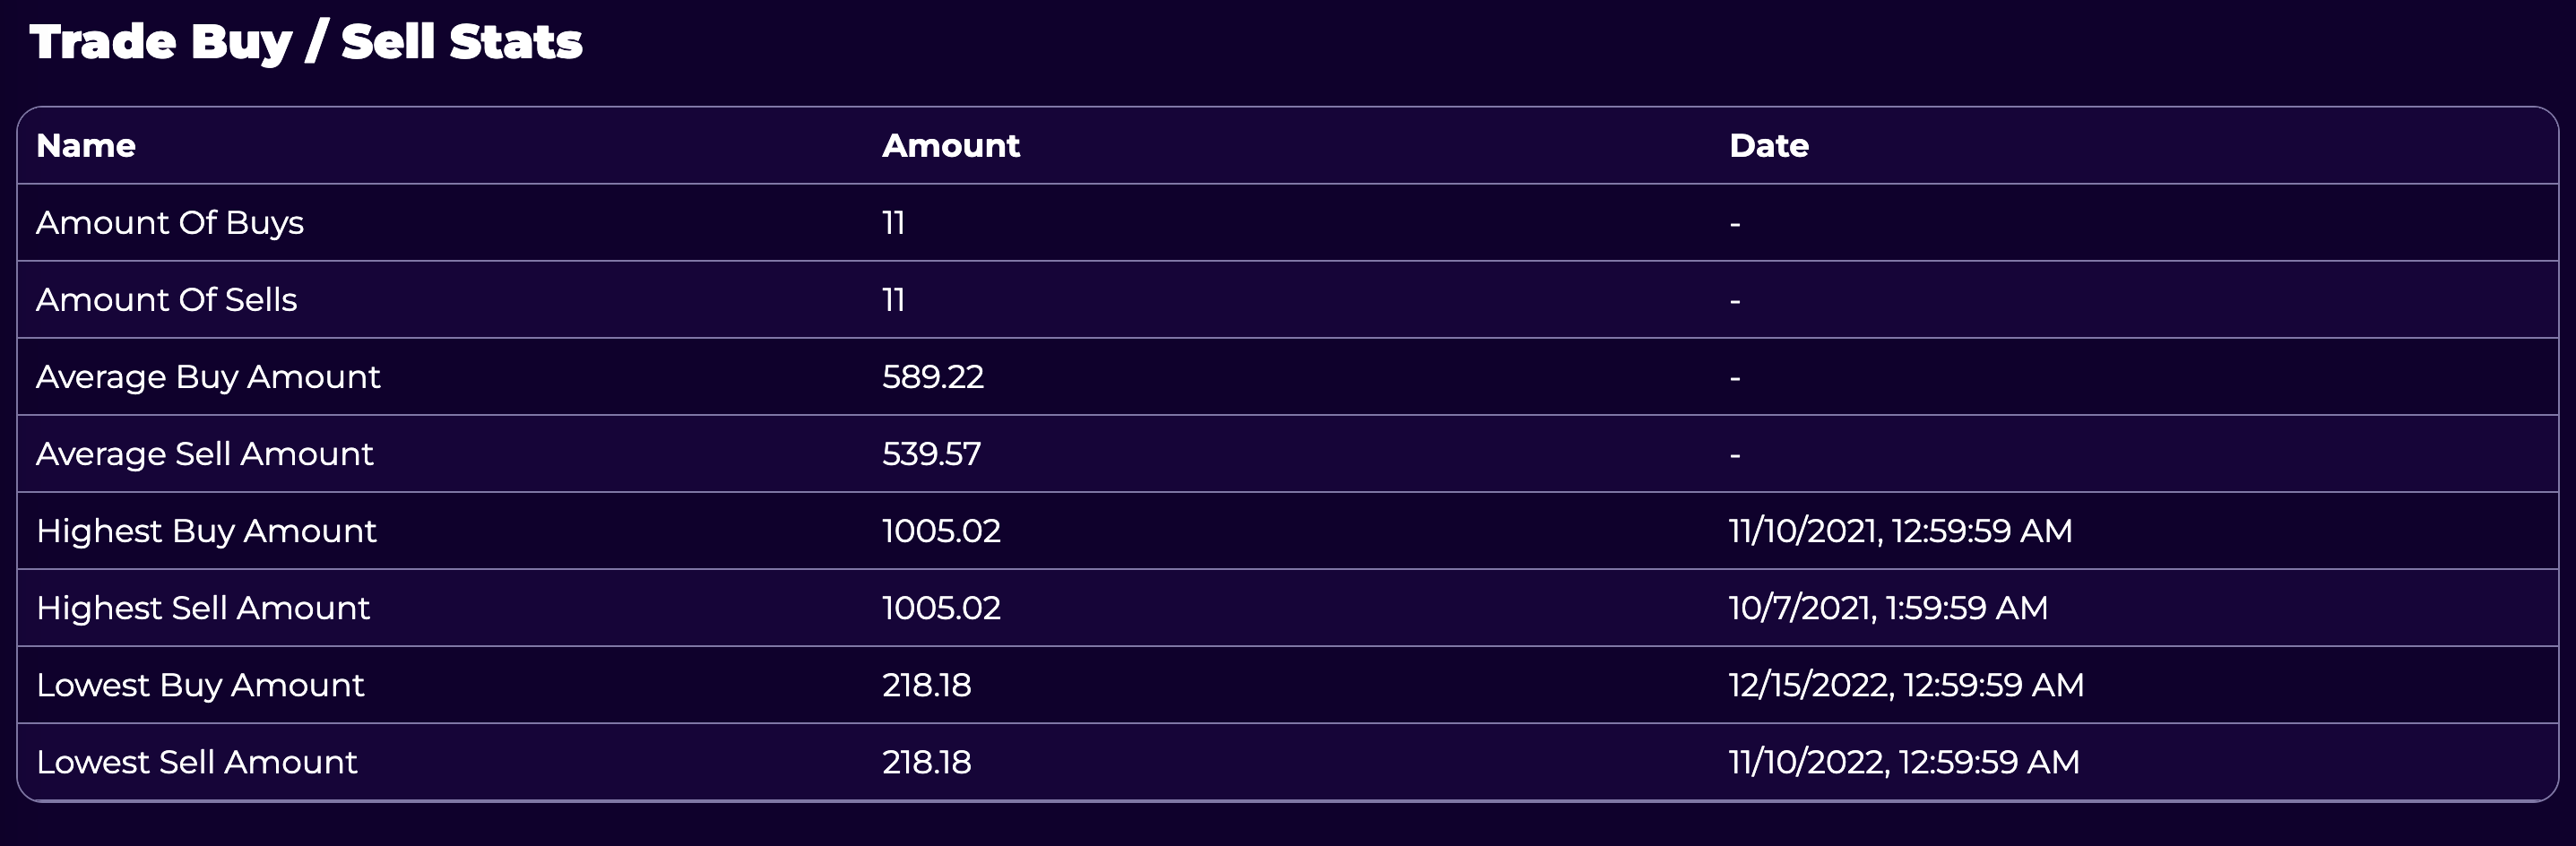 Trade Buy / Sell Stats
Name Amount Date
Amount Of Buys 11 -
Amount Of Sells 11 -
Average Buy Amount 589.22 -
Average Sell Amount 539.57 -
Highest Buy Amount 1005.02 11/10/2021, 12:59:59 AM
Highest Sell Amount 1005.02 10/7/2021, 1:59:59 AM
Lowest Buy Amount 218.18 12/15/2022, 12:59:59 AM
Lowest Sell Amount 218.18 11/10/2022, 12:59:59 AM